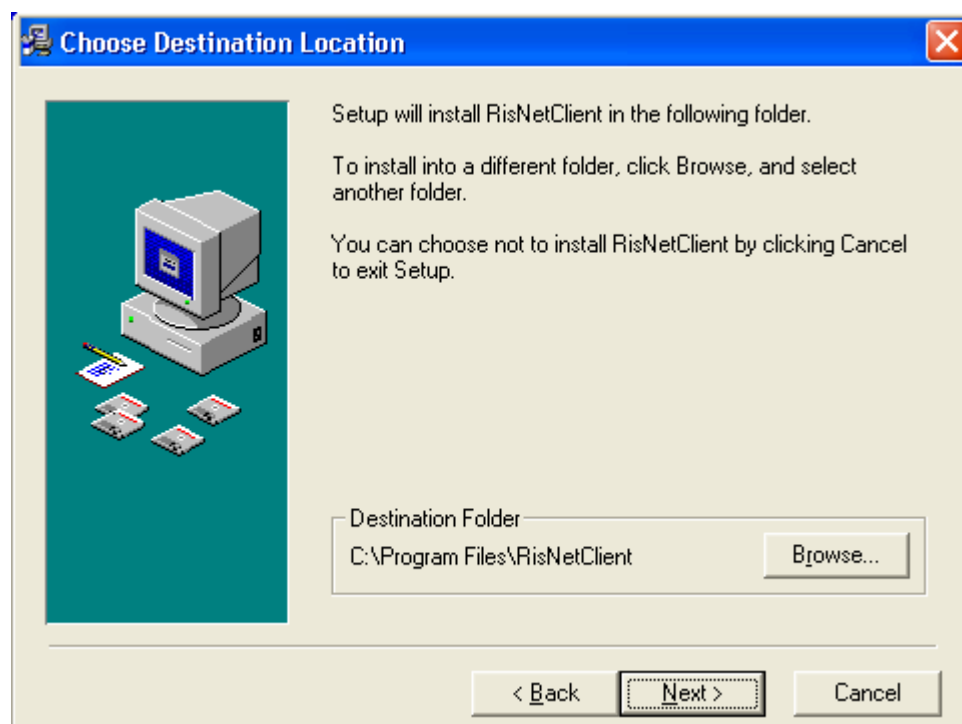 Choose Destination Location
Setup will install RisNetClient in the following folder.
To install into a different folder, click Browse, and select
another folder.
You can choose not to install RisNetClient by clicking Cancel
to exit Setup.
Destination Folder
C:\Program Files\RisNetClient
Browse...
< Back
Next >
Cancel